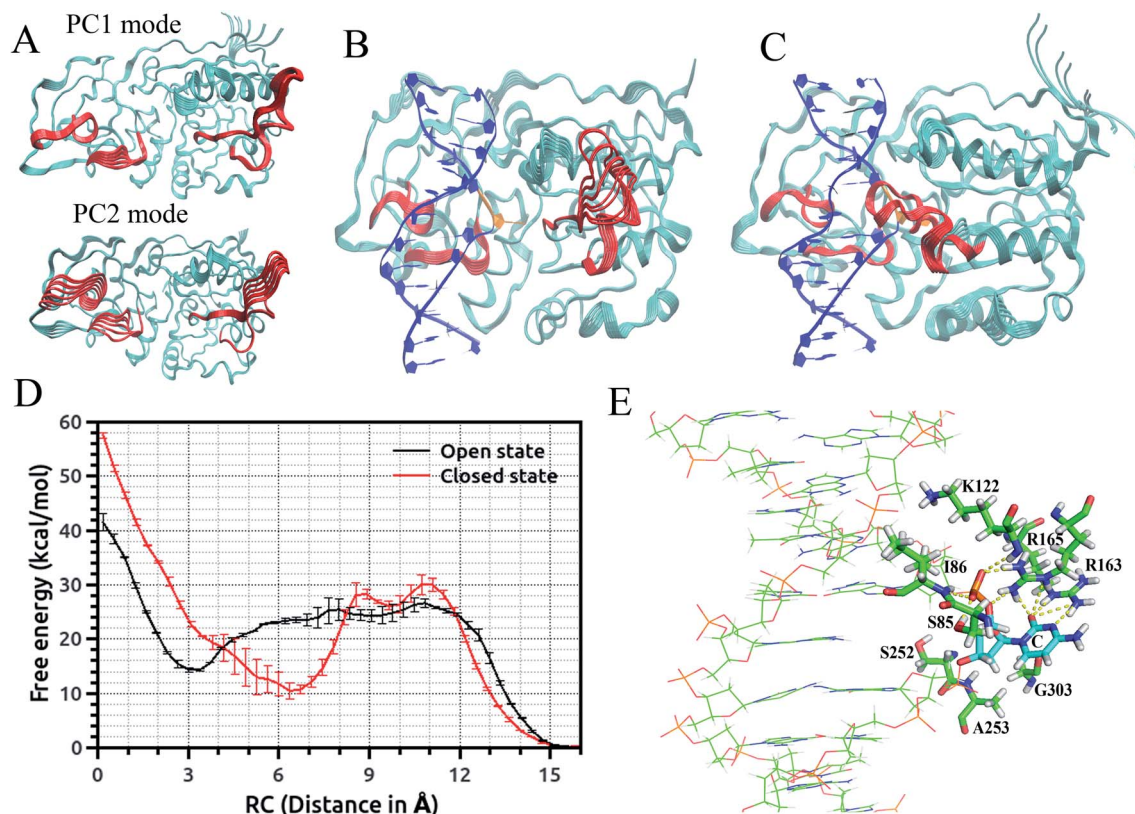 A
PC1 mode
PC2 mode
B
C
D
Free energy (kcal/mol)
60
50
40
30
20
10
0
Open state
Closed state
0 3 6 9 12 15
RC (Distance in Å)
E
K122
R165
R163
I86
S85
C
S252
G303
A253